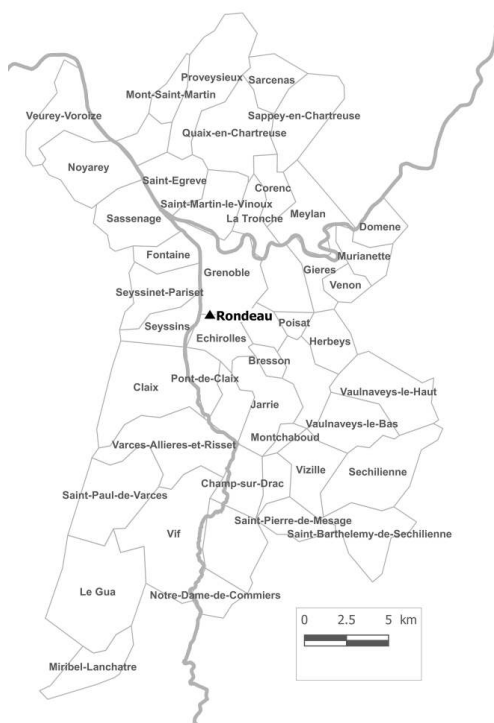 Proveysieux
Sarcenas
Mont-Saint-Martin
Veurey-Voroize
Sappey-en-Chartreuse
Quaix-en-Chartreuse
Noyarey
Saint-Egreve
Corenc
Saint-Martin-le-Vinoux
Meylan
Sassenage
La Tronche
Domene
Fontaine
Murianette
Grenoble
Gieres
Venon
Seyssinet-Pariset
Rondeau
Seyssins
Poisat
Echirolles
Herbeys
Bresson
Pont-de-Claix
Claix
Vaulnaveys-le-Haut
Jarrie
Vaulnaveys-le-Bas
Montchaboud
Varces-Allieres-et-Risset
Vizille
Sechilienne
Champ-sur-Drac
Saint-Paul-de-Varces
Saint-Pierre-de-Mesage
Vif
Saint-Barthelemy-de-Sechilienne
Le Gua
Notre-Dame-de-Commiers
0 2.5 5 km
Miribel-Lanchatre